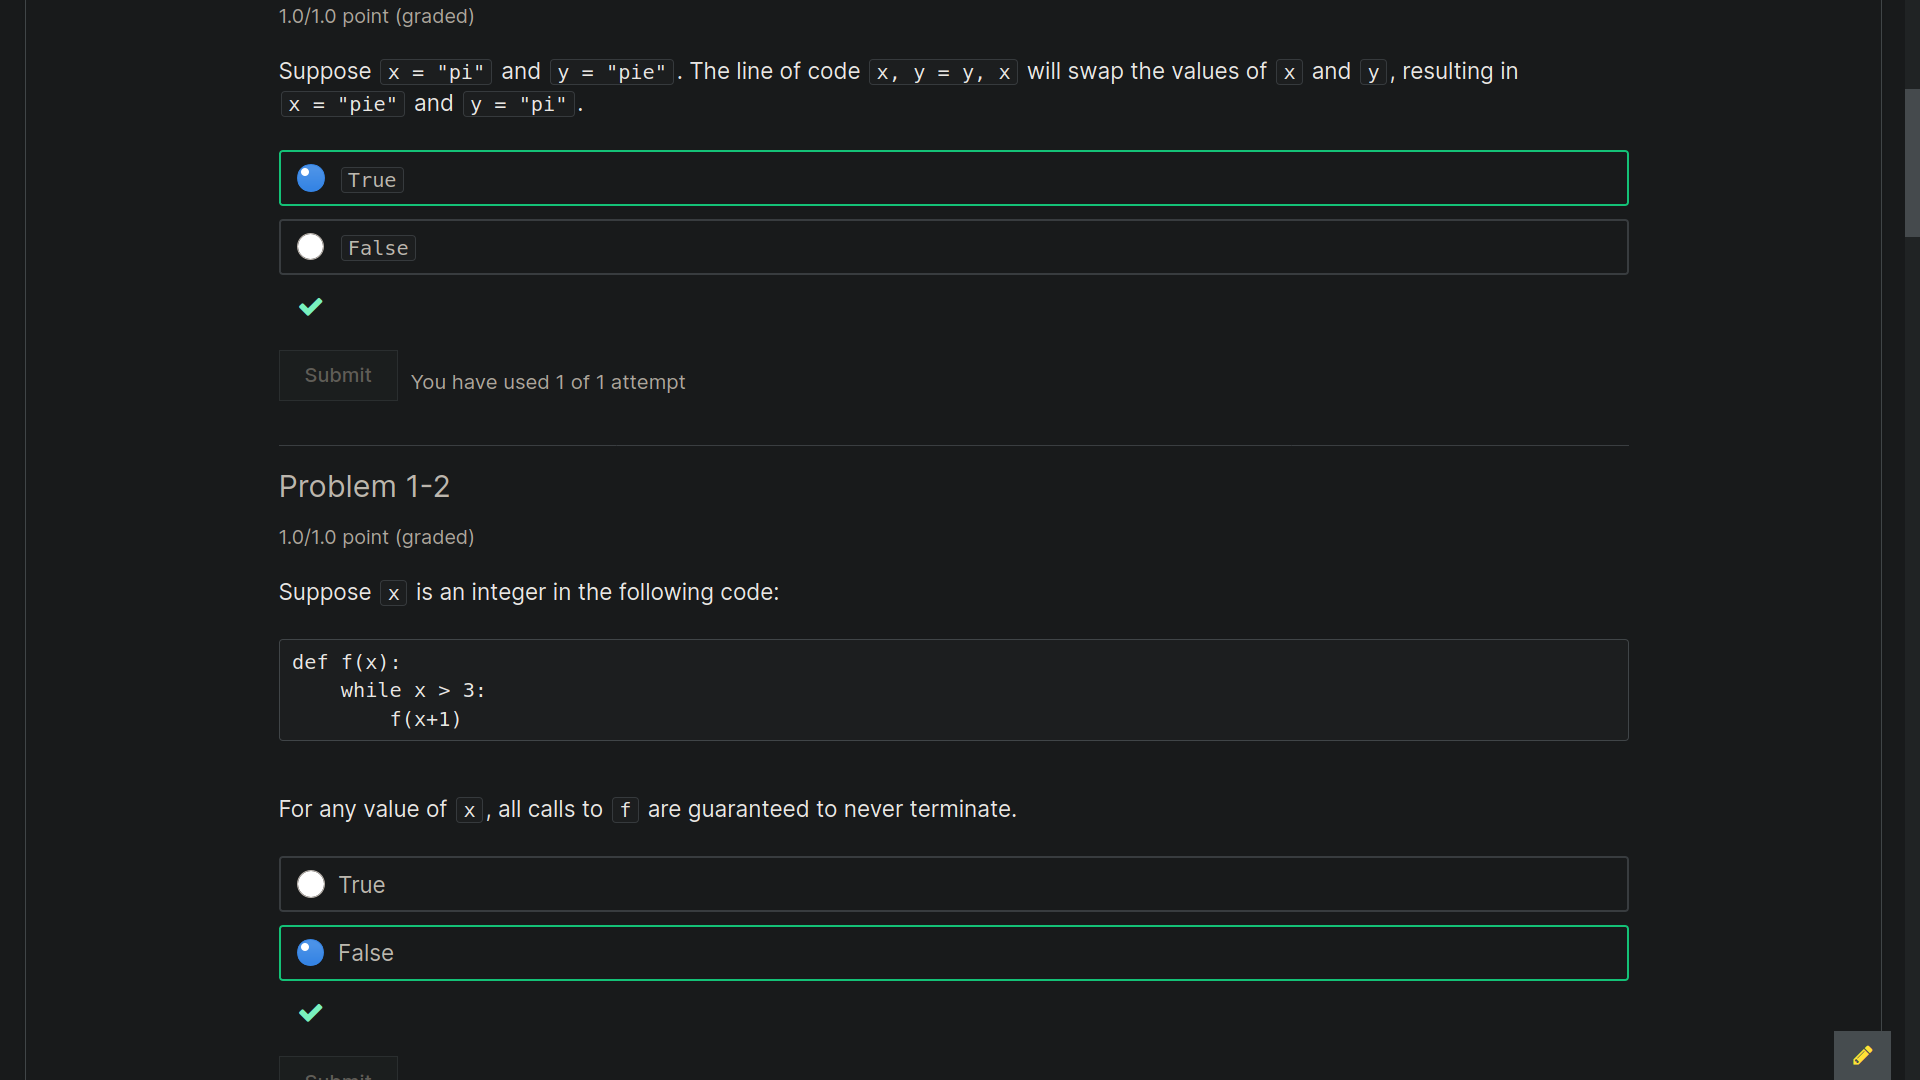 1.0/1.0 point (graded)
Suppose x = "pi" and y = "pie". The line of code x, y = y, x will swap the values of x and y, resulting in
x = "pie" and y = "pi".
True
False
Submit
You have used 1 of 1 attempt
Problem 1-2
1.0/1.0 point (graded)
Suppose x is an integer in the following code:
def f(x):
    while x > 3:
        f(x+1)
For any value of x, all calls to f are guaranteed to never terminate.
True
False
Submit